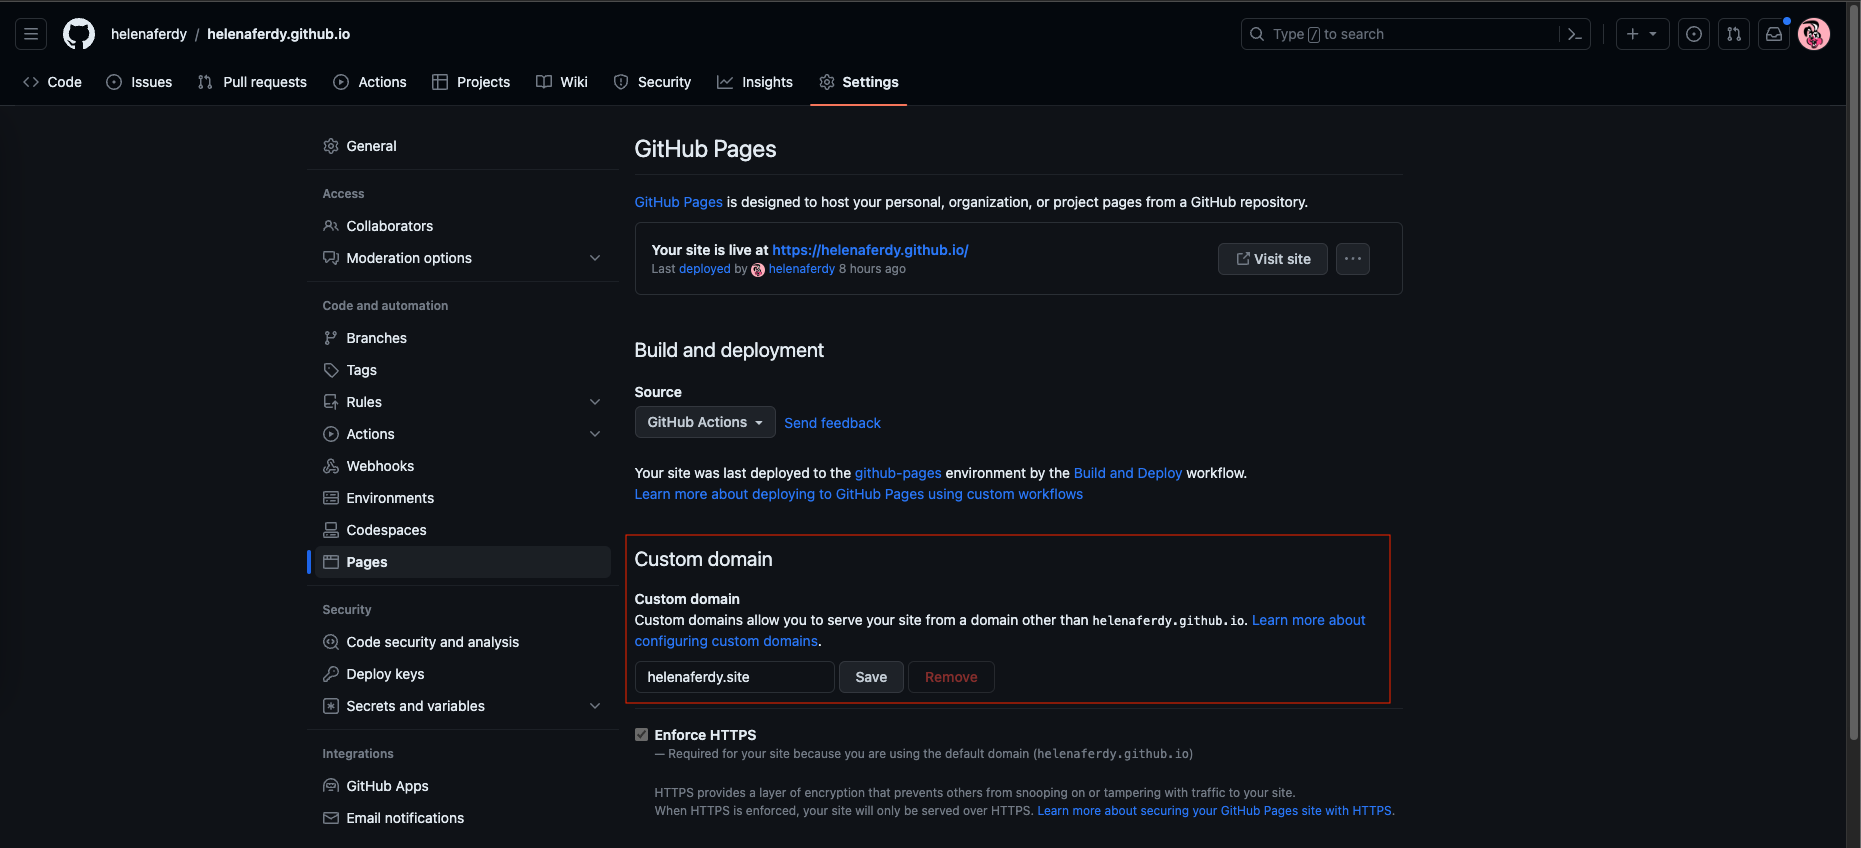 helenaferdy / helenaferdy.github.io
Type / to search
Code
Issues
Pull requests
Actions
Projects
Wiki
Security
Insights
Settings
General
Access
Collaborators
Moderation options
Code and automation
Branches
Tags
Rules
Actions
Webhooks
Environments
Codespaces
Pages
Security
Code security and analysis
Deploy keys
Secrets and variables
Integrations
GitHub Apps
Email notifications
GitHub Pages
GitHub Pages is designed to host your personal, organization, or project pages from a GitHub repository.
Your site is live at https://helenaferdy.github.io/
Last deployed by helenaferdy 8 hours ago
Visit site
Build and deployment
Source
GitHub Actions
Send feedback
Your site was last deployed to the github-pages environment by the Build and Deploy workflow.
Learn more about deploying to GitHub Pages using custom workflows
Custom domain
Custom domain
Custom domains allow you to serve your site from a domain other than helenaferdy.github.io. Learn more about
configuring custom domains.
helenaferdy.site
Save
Remove
Enforce HTTPS
— Required for your site because you are using the default domain (helenaferdy.github.io)
HTTPS provides a layer of encryption that prevents others from snooping on or tampering with traffic to your site.
When HTTPS is enforced, your site will only be served over HTTPS. Learn more about securing your GitHub Pages site with HTTPS.